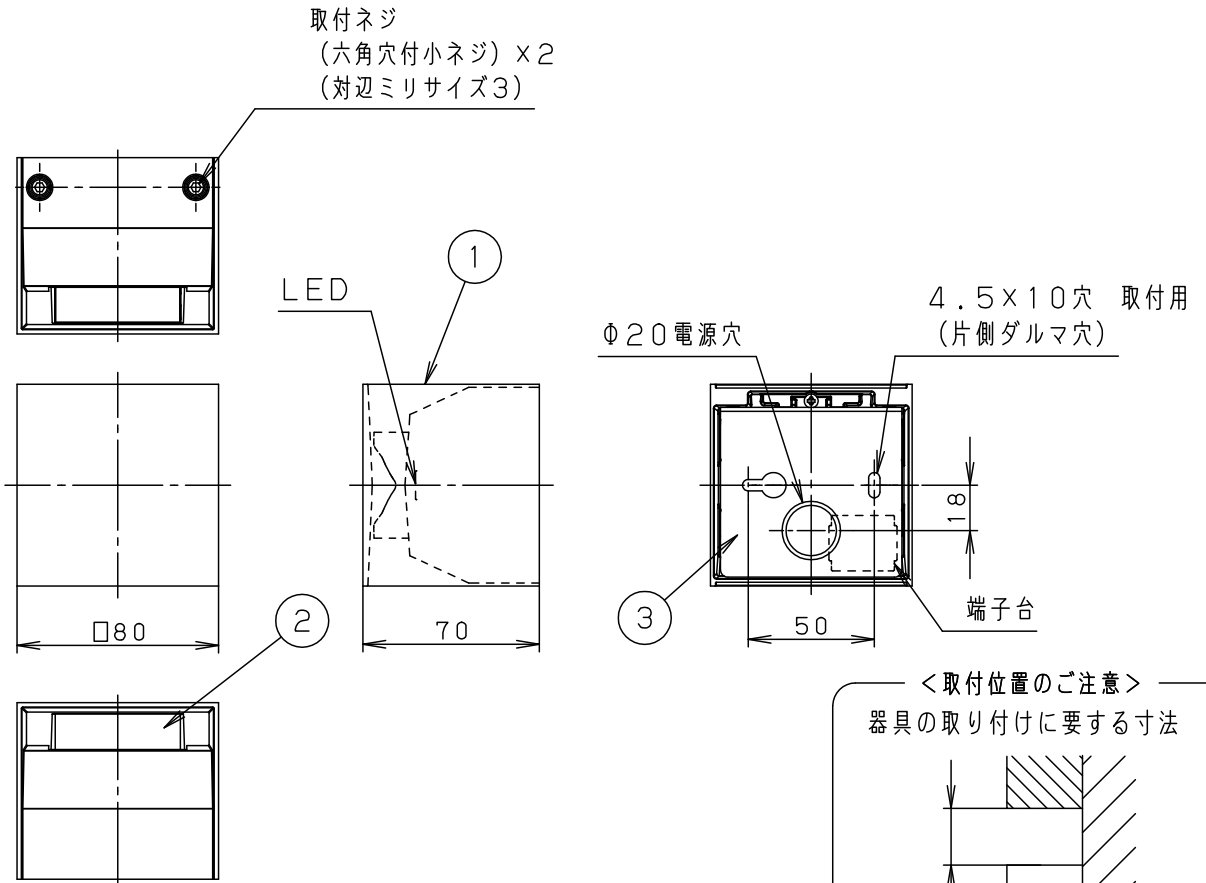 取付ネジ
(六角穴付小ネジ)×2
(対辺ミリサイズ3)
1
LED
4.5×10穴 取付用
(片側ダルマ穴)
Φ20電源穴
18
端子台
3
2
□80
70
50
<取付位置のご注意>
器具の取り付けに要する寸法